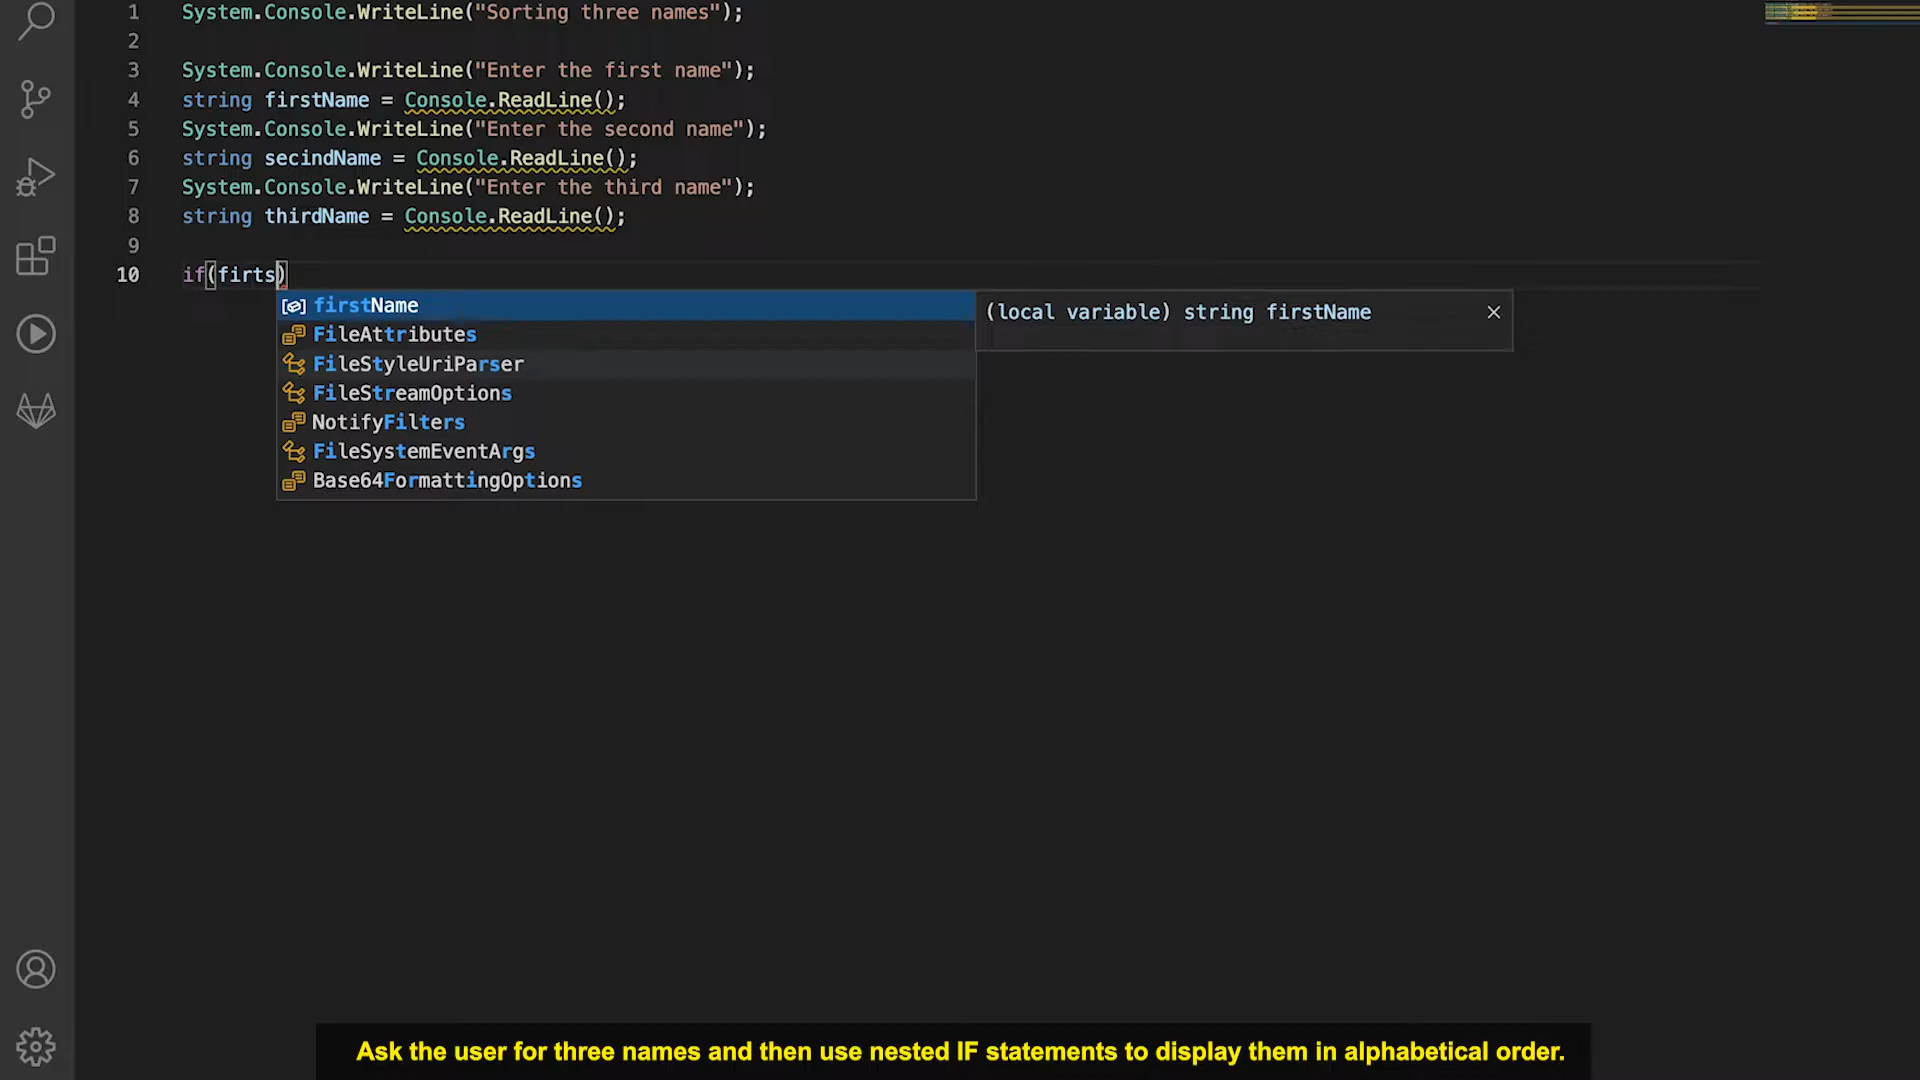 1 System.Console.WriteLine("Sorting three names");
2
3 System.Console.WriteLine("Enter the first name");
4 string firstName = Console.ReadLine();
5 System.Console.WriteLine("Enter the second name");
6 string secindName = Console.ReadLine();
7 System.Console.WriteLine("Enter the third name");
8 string thirdName = Console.ReadLine();
9
10 if(firts)
firstName
(local variable) string firstName
FileAttributes
FileStyleUriParser
FileStreamOptions
NotifyFilters
FileSystemEventArgs
Base64FormattingOptions
Ask the user for three names and then use nested IF statements to display them in alphabetical order.